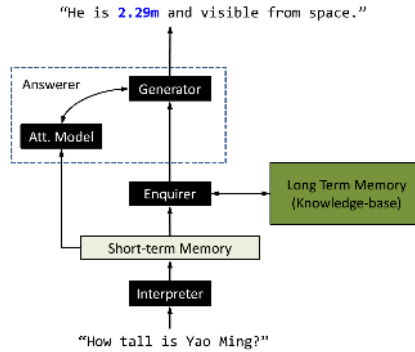 “He is 2.29m and visible from space.”
Answerer
Generator
Att. Model
Enquirer
Long Term Memory
(Knowledge-base)
Short-term Memory
Interpreter
“How tall is Yao Ming?”